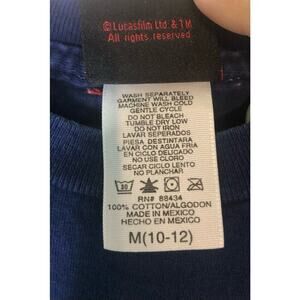 © Lucasfilm Ltd. & TM
All rights reserved
WASH SEPARATELY
GARMENT WILL BLEED
MACHINE WASH COLD
GENTLE CYCLE
DO NOT BLEACH
TUMBLE DRY LOW
DO NOT IRON
LAVAR SEPERADOS
PIESA DESTINTARA
LAVAR CON AGUA FRIA
EN CICLO DELICADO
NO USE CLORO
SECAR CICLO LENTO
NO PLANCHAR
30
RN# 88434
100% COTTON/ALGODON
MADE IN MEXICO
HECHO EN MEXICO
M(10-12)